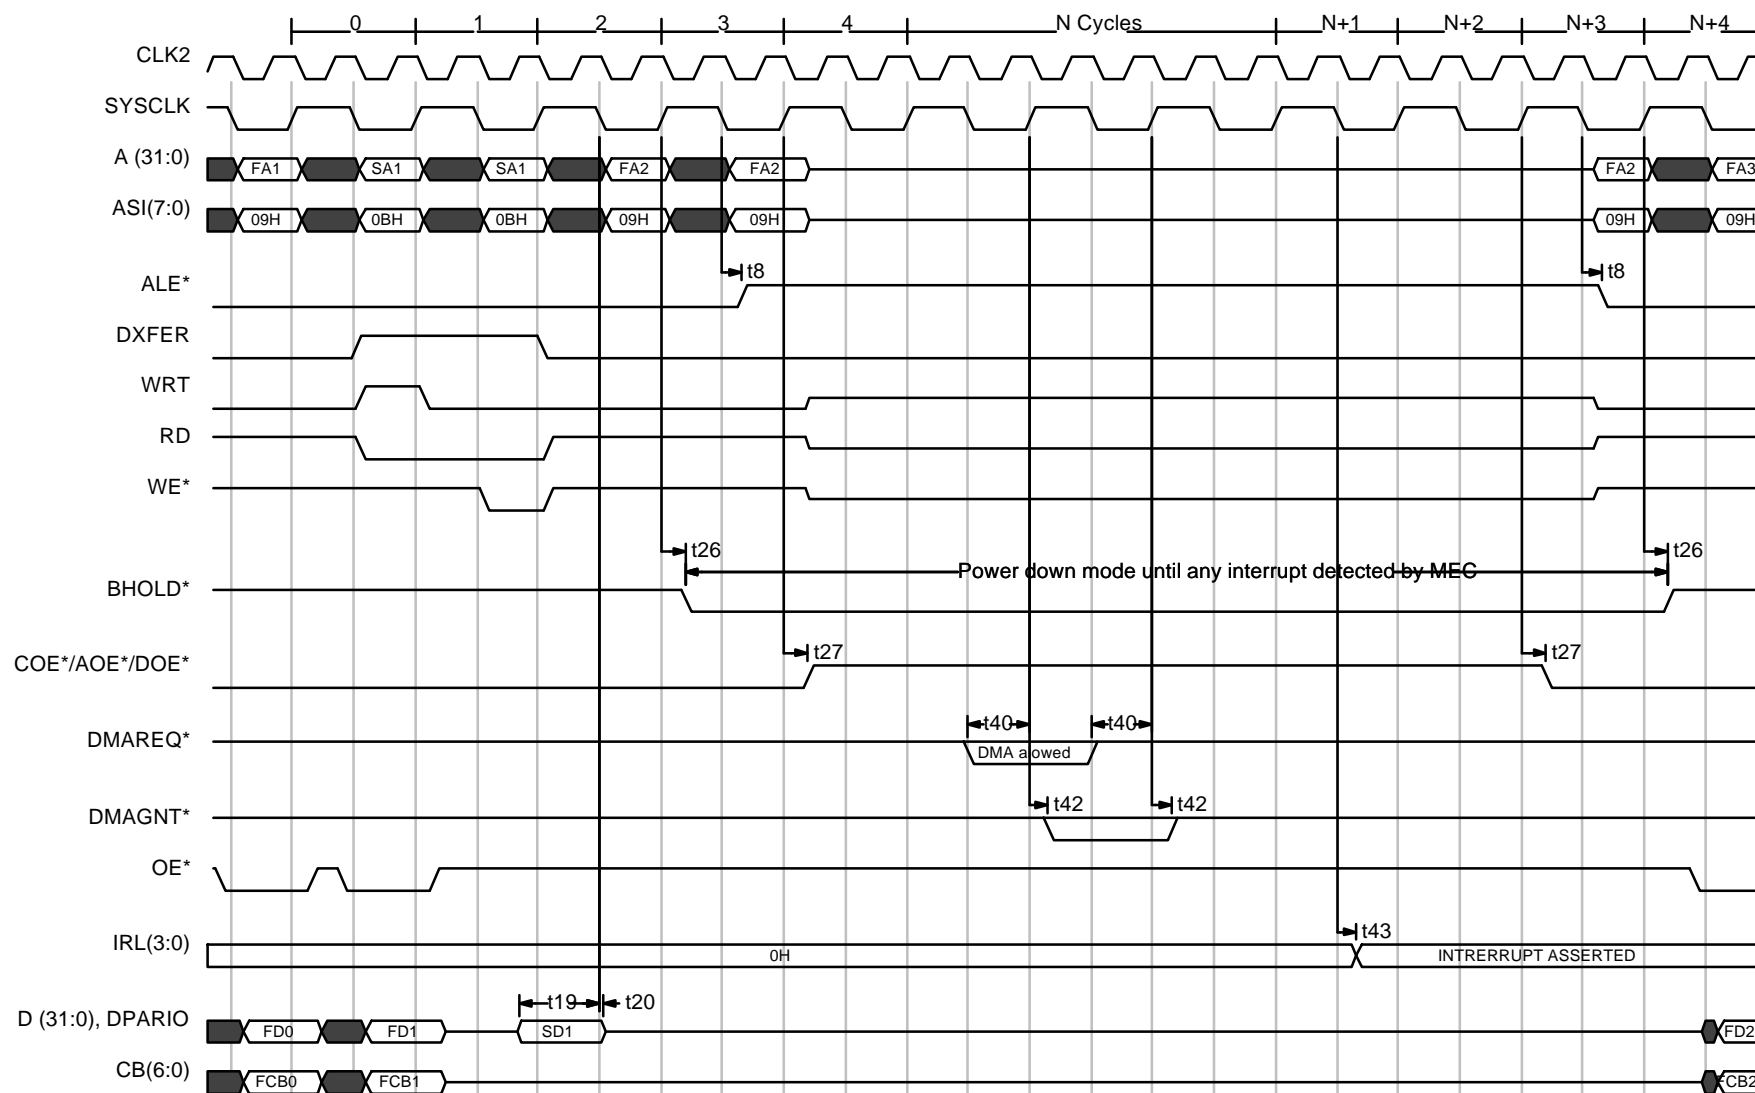 0 1 2 3 4 N Cycles N+1 N+2 N+3 N+4
CLK2
SYSCLK
A (31:0) FA1 SA1 SA1 FA2 FA2 FA2 FA3
ASI(7:0) 09H 0BH 0BH 09H 09H 09H 09H
t8 t8
ALE*
DXFER
WRT
RD
WE*
t26 t26
Power down mode until any interrupt detected by MEC
BHOLD*
t27 t27
COE*/AOE*/DOE*
t40 t40
DMAREQ*
DMA alowed
t42 t42
DMAGNT*
OE*
t43
IRL(3:0) 0H INTRERRUPT ASSERTED
t19 t20
D (31:0), DPARIO FD0 FD1 SD1 FD2
CB(6:0) FCB0 FCB1 FCB2